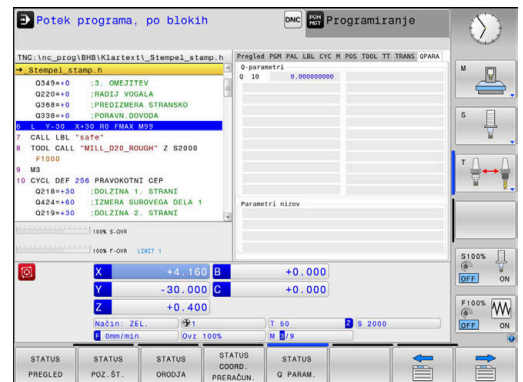 Potek programa, po blokih
DNC
PGM MGT
Programiranje
TNC:\nc_prog\BHB\Klartext\_Stempel_stamp.h
→_Stempel_stamp.h
Q349=+0 ;3. OMEJITEV
Q220=+0 ;RADIJ VOGALA
Q368=+0 ;PREDIZMERA STRANSKO
Q338=+0 ;PORAVN.DOVODA
6 L Y-30 X+30 R0 FMAX M99
7 CALL LBL "safe"
8 TOOL CALL "MILL_D20_ROUGH" Z S2000
F1000
9 M3
10 CYCL DEF 256 PRAVOKOTNI CEP
Q218=+30 ;DOLZINA 1. STRANI
Q424=+60 ;IZMERA SUROVEGA DELA 1
Q219=+30 ;DOLZINA 2. STRANI
Pregled PGM PAL LBL CYC M POS TOOL TT TRANS QPARA
Q-parametri
Q 10 0.000000000
Parametri nizov
100% S-OVR
100% F-OVR LIMIT 1
X +4.160 B +0.000
Y -30.000 C +0.000
Z +0.400
Način: ŽEL. 1 T 50 Z S 2000
F 0mm/min Ovr 100% M 5/9
M
S
T
S100%
OFF ON
F100%
OFF ON
STATUS PREGLED
STATUS POZ.ŠT.
STATUS ORODJA
STATUS COORD. PRERAČUN.
STATUS Q PARAM.